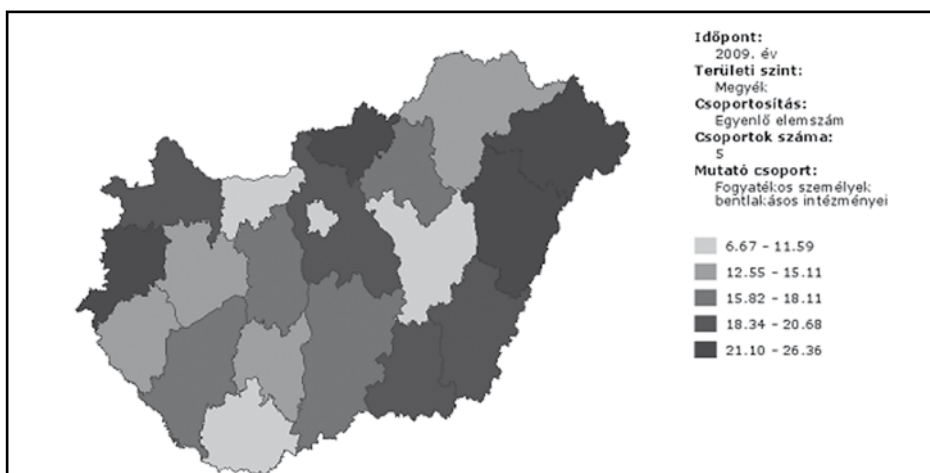 Időpont:
2009. év
Területi szint:
Megyék
Csoportosítás:
Egyenlő elemszám
Csoportok száma:
5
Mutató csoport:
Fogyatékos személyek
bentlakásos intézményei
6.67 - 11.59
12.55 - 15.11
15.82 - 18.11
18.34 - 20.68
21.10 - 26.36